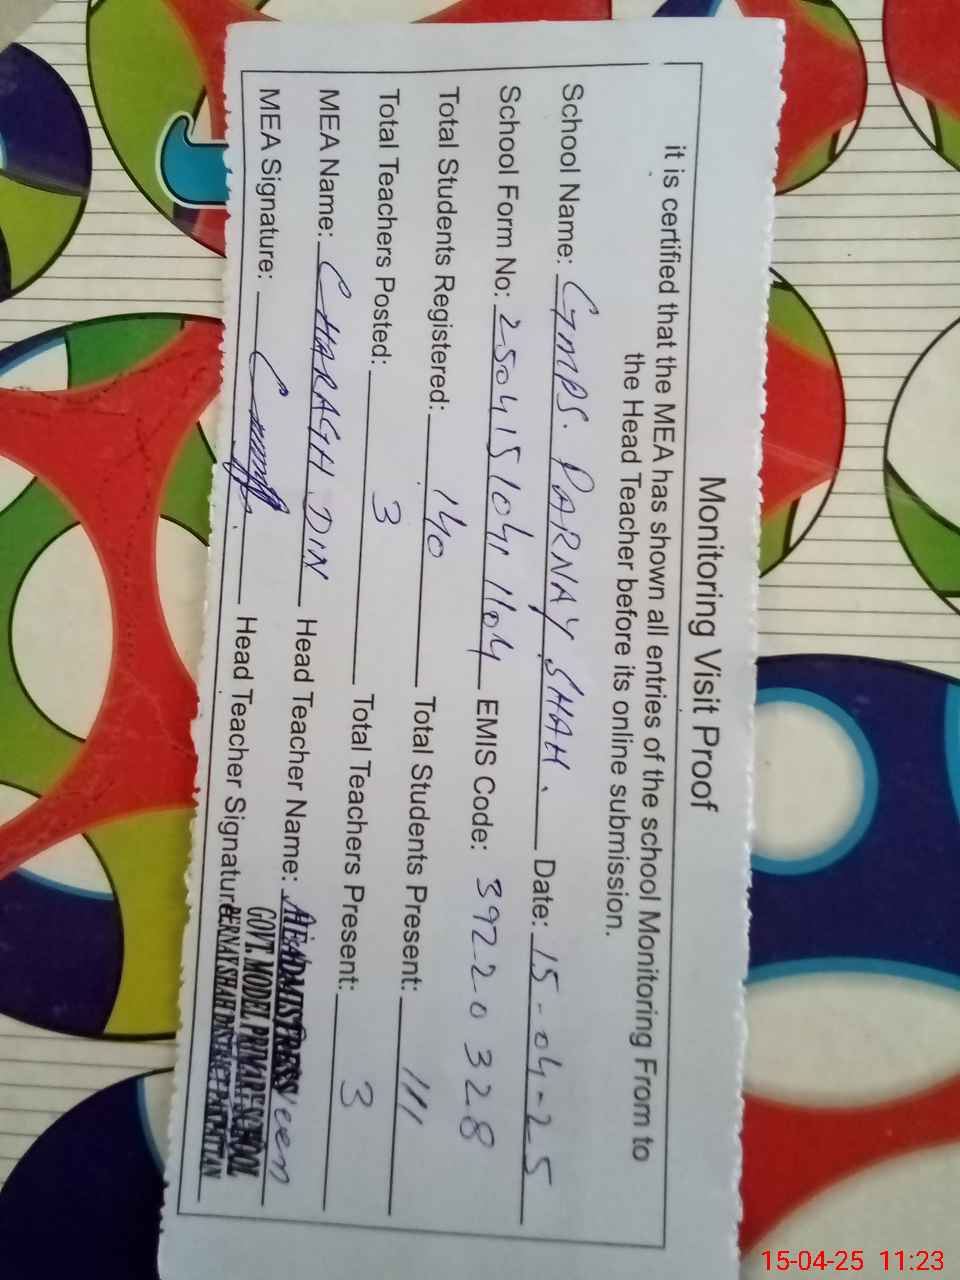 Monitoring Visit Proof
it is certified that the MEA has shown all entries of the school Monitoring From to
the Head Teacher before its online submission.
School Name: GMPS. PARNAY SHAH. Date: 15-04-25
School Form No: 2504151041104 EMIS Code: 39220328
Total Students Registered: 140 Total Students Present: 111
Total Teachers Posted: 3 Total Teachers Present: 3
MEA Name: CHARAGH DIN Head Teacher Name:
HEADMISTRESS
MEA Signature: Head Teacher Signature:
GOVT. MODEL PRIMARY SCHOOL
PERNAY SHAH PAKPATTAN
15-04-25 11:23